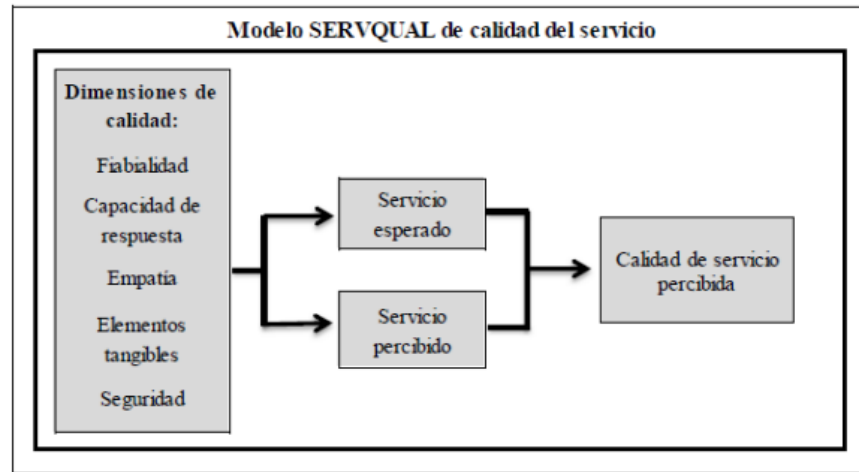 Modelo SERVQUAL de calidad del servicio
Dimensiones de
calidad:
Fiabialidad
Capacidad de
respuesta
Empatía
Elementos
tangibles
Seguridad
Servicio
esperado
Servicio
percibido
Calidad de servicio
percibida